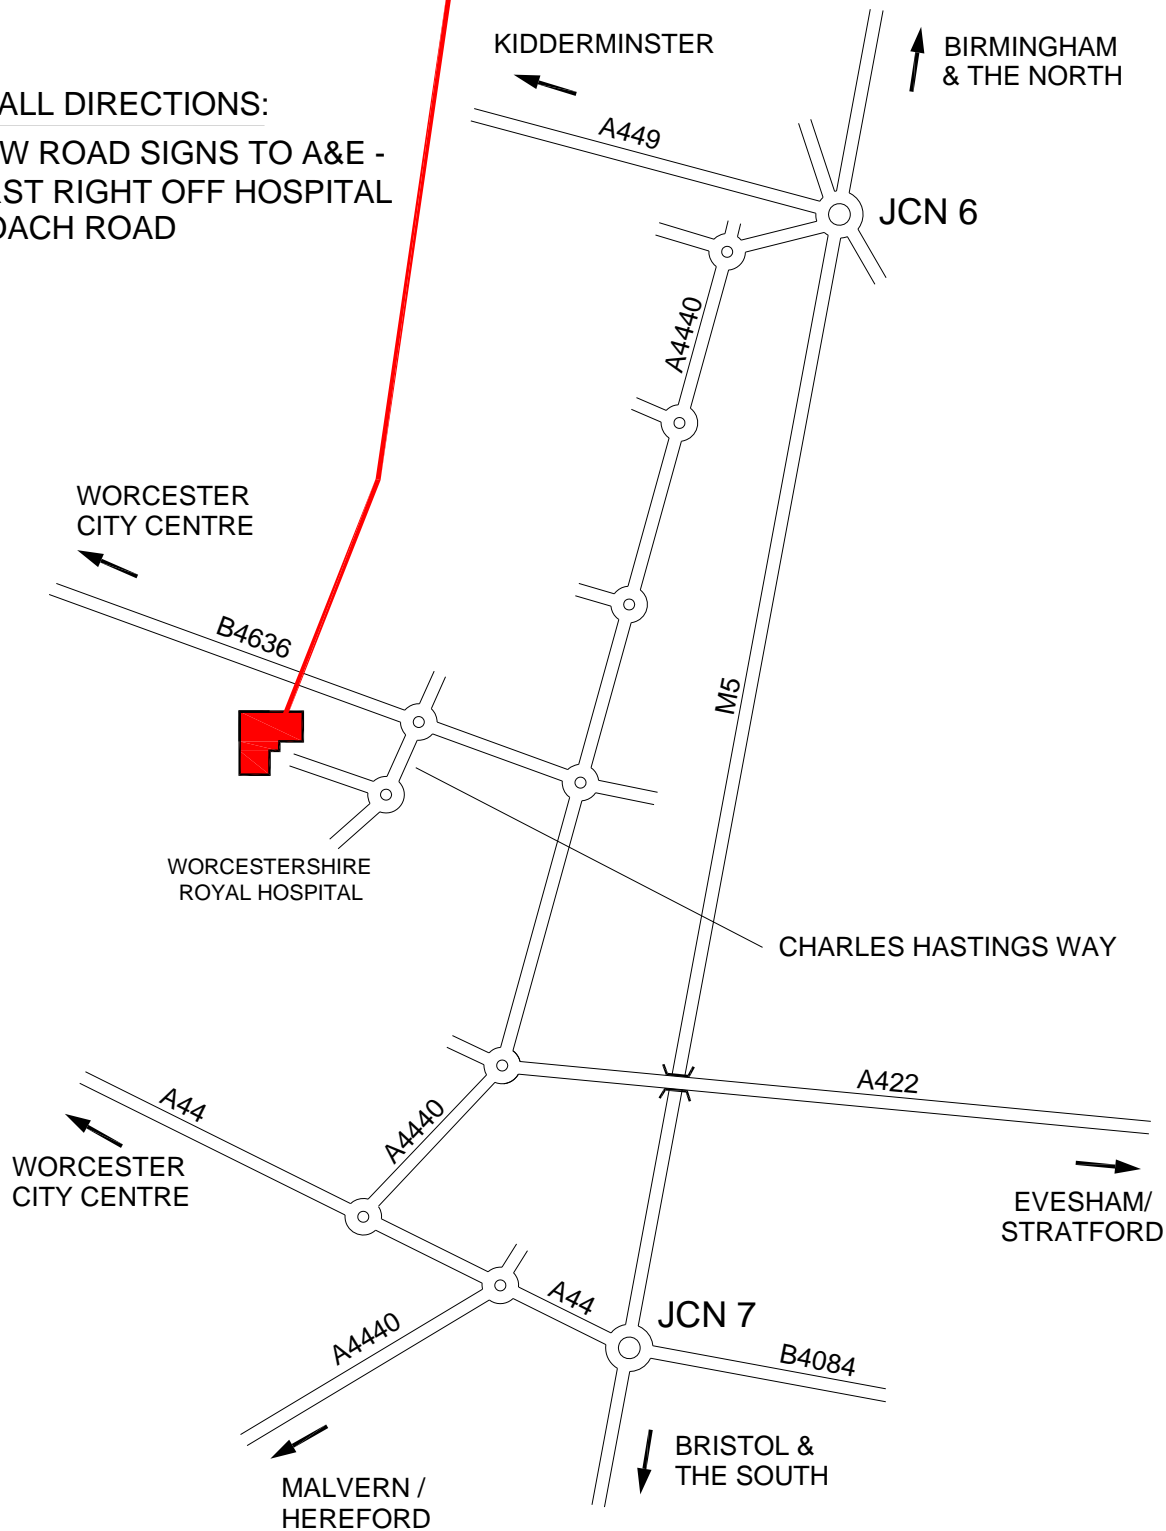 KIDDERMINSTER
BIRMINGHAM
& THE NORTH
ALL DIRECTIONS:
W ROAD SIGNS TO A&E -
ST RIGHT OFF HOSPITAL
OACH ROAD
A449
JCN 6
A4440
WORCESTER
CITY CENTRE
B4636
M5
WORCESTERSHIRE
ROYAL HOSPITAL
CHARLES HASTINGS WAY
A422
A44
A4440
WORCESTER
CITY CENTRE
EVESHAM/
STRATFORD
A44
JCN 7
A4440
B4084
BRISTOL &
THE SOUTH
MALVERN /
HEREFORD